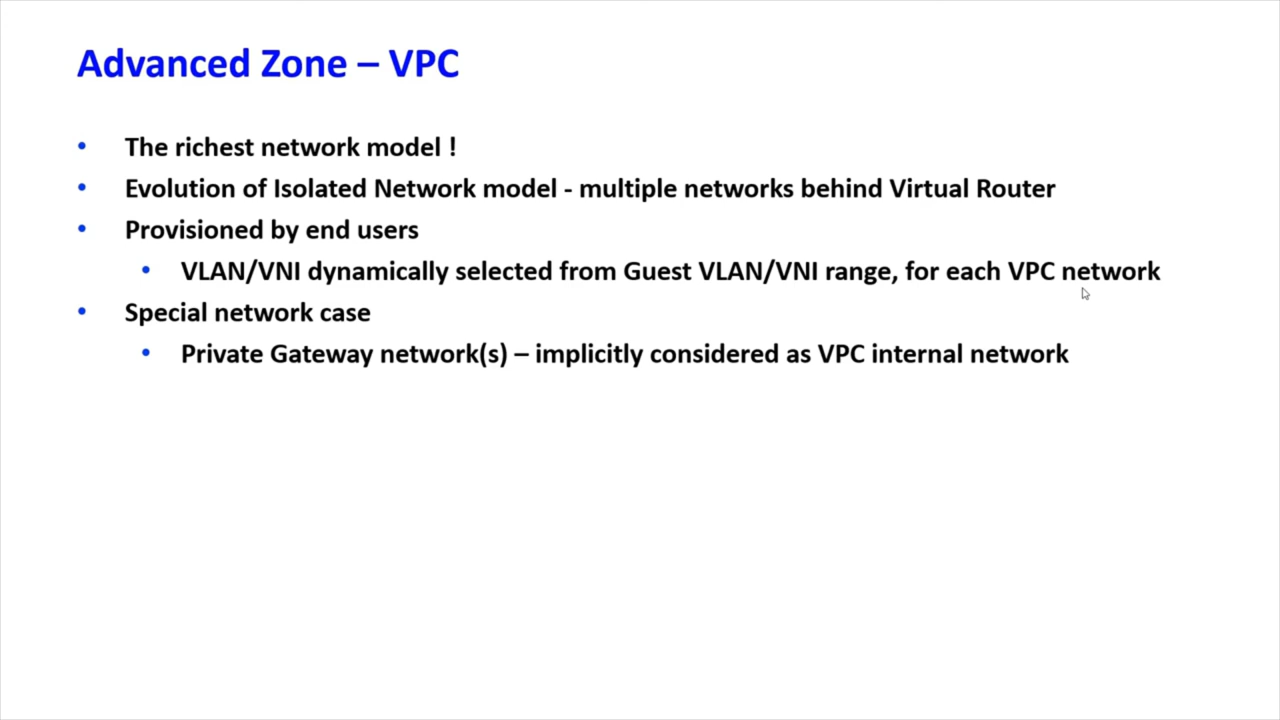 Advanced Zone – VPC
• The richest network model !
• Evolution of Isolated Network model - multiple networks behind Virtual Router
• Provisioned by end users
• VLAN/VNI dynamically selected from Guest VLAN/VNI range, for each VPC network
• Special network case
• Private Gateway network(s) – implicitly considered as VPC internal network